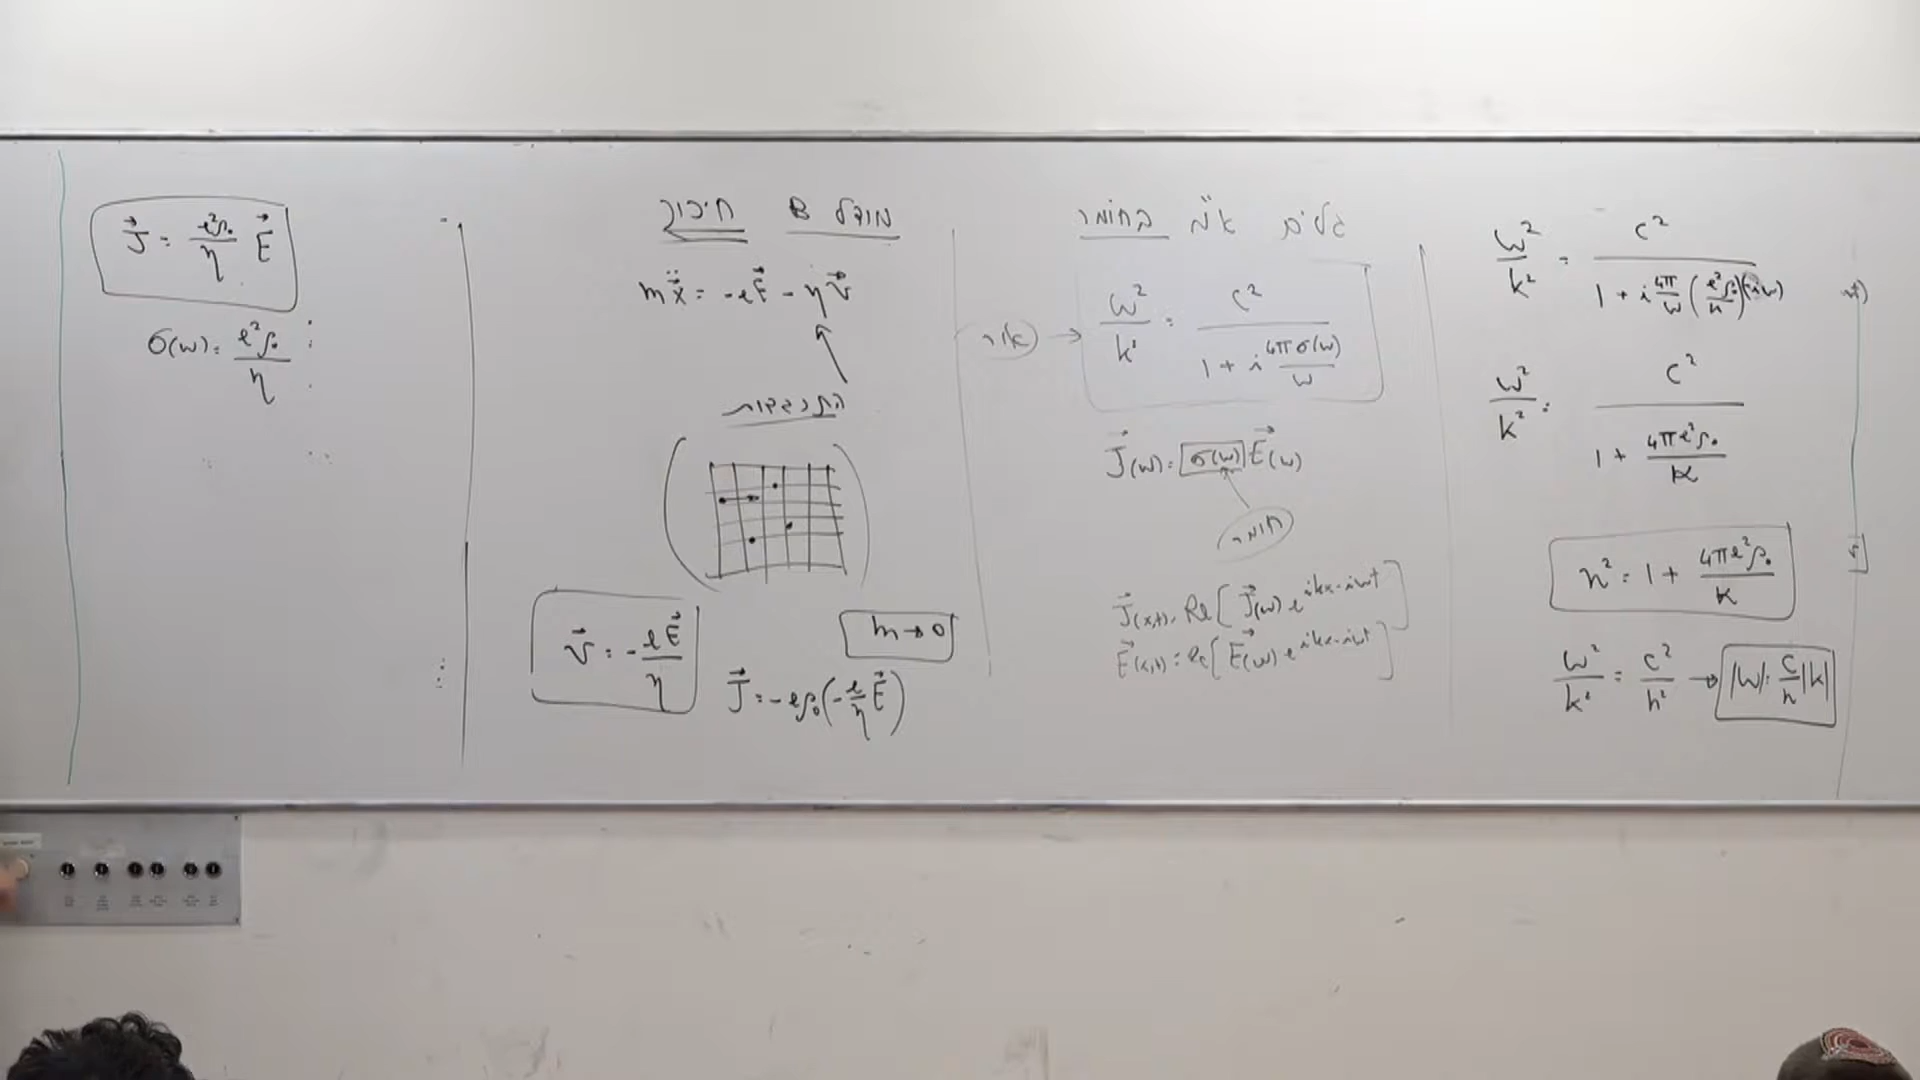 J⃗ = e²ρ₀/η E⃗
σ(ω) = e²ρ₀/η
מודל B חיכוך
mẍ = -eE⃗ - ηv⃗
התנגשות
v⃗ = -eE⃗/η
m→0
J⃗ = -eρ₀(-e/η E⃗)
גלים א"מ בחומר
ω²/k² = c²/(1 + i 4πσ(ω)/ω)
J⃗(ω) = σ(ω) E⃗(ω)
חומר
J⃗(x,t) = Re[J⃗(ω) e^{ikx-iωt}]
E⃗(x,t) = Re[E⃗(ω) e^{ikx-iωt}]
ω²/k² = c²/(1 + i 4π/ω (e²ρ₀/κ)(-iω))
ω²/k² = c²/(1 + 4πe²ρ₀/κ)
n² = 1 + 4πe²ρ₀/κ
ω²/k² = c²/n² → |ω| = c/n |k|